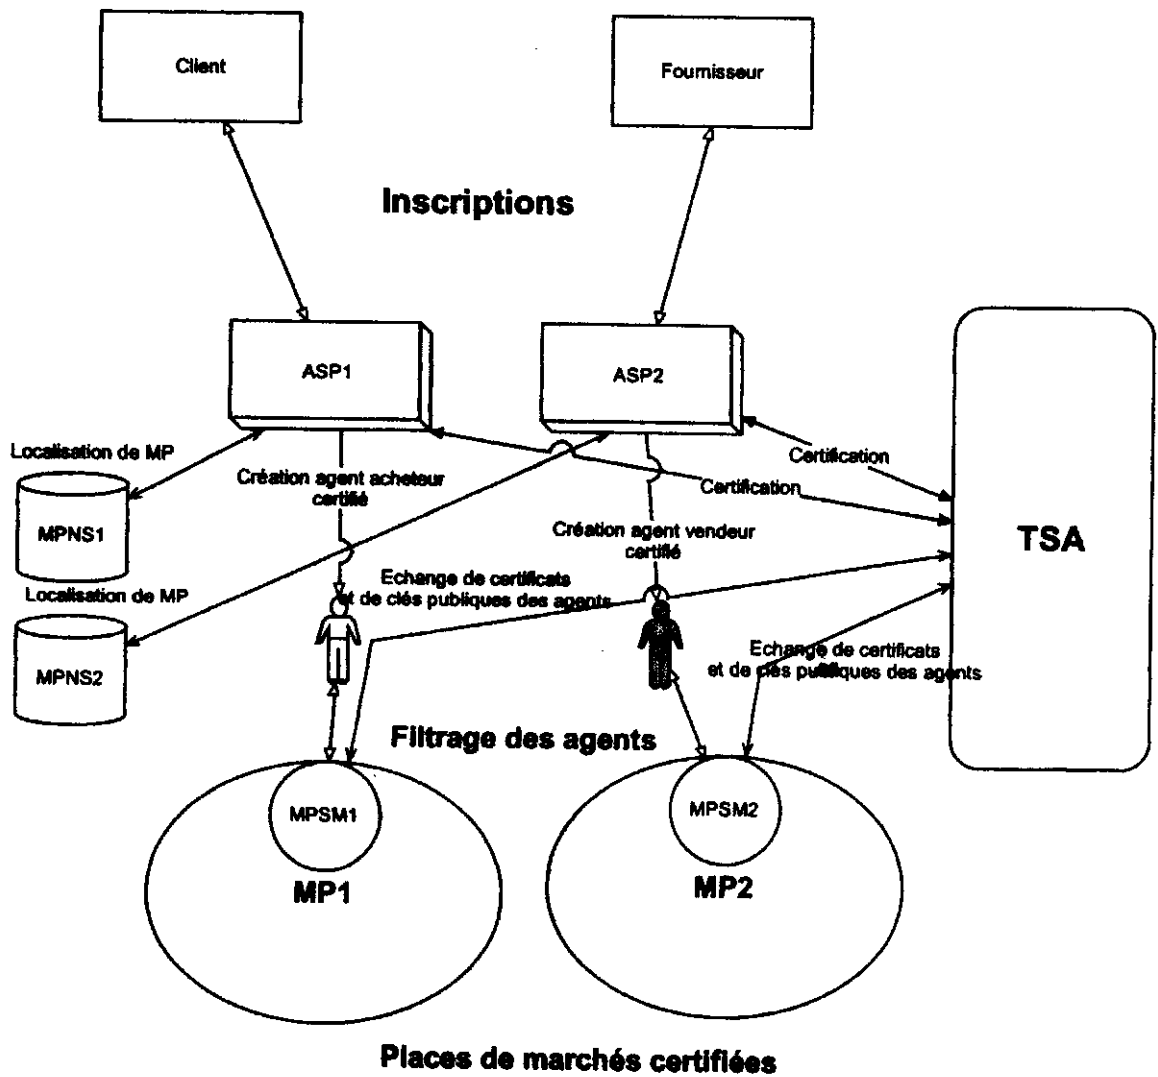 Client
Fournisseur
Inscriptions
ASP1
ASP2
Localisation de MP
Création agent acheteur
certifié
Certification
Certification
MPNS1
Création agent vendeur
certifié
TSA
Localisation de MP
Echange de certificats
et de clés publiques des agents
MPNS2
Echange de certificats
et de clés publiques des agents
Filtrage des agents
MPSM1
MPSM2
MP1
MP2
Places de marchés certifiées